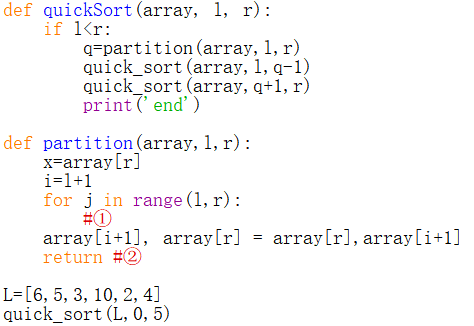 def quickSort(array, l, r):
    if l<r:
        q=partition(array,l,r)
        quick_sort(array,l,q-1)
        quick_sort(array,q+1,r)
        print('end')
def partition(array,l,r):
    x=array[r]
    i=l+1
    for j in range(l,r):
        #①
    array[i+1], array[r] = array[r],array[i+1]
    return #②
L=[6,5,3,10,2,4]
quick_sort(L,0,5)